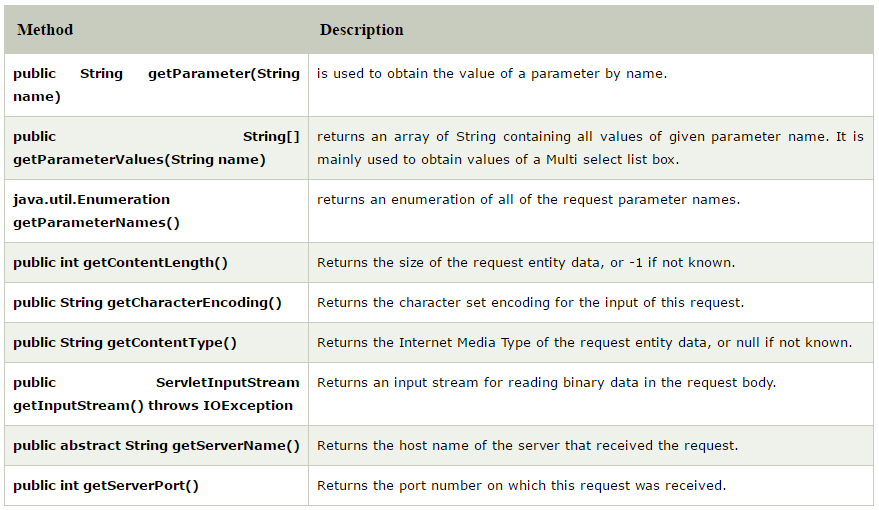 Method Description
public String getParameter(String is used to obtain the value of a parameter by name.
name)
public String[] returns an array of String containing all values of given parameter name. It is
getParameterValues(String name) mainly used to obtain values of a Multi select list box.
java.util.Enumeration returns an enumeration of all of the request parameter names.
getParameterNames()
public int getContentLength() Returns the size of the request entity data, or -1 if not known.
public String getCharacterEncoding() Returns the character set encoding for the input of this request.
public String getContentType() Returns the Internet Media Type of the request entity data, or null if not known.
public ServletInputStream Returns an input stream for reading binary data in the request body.
getInputStream() throws IOException
public abstract String getServerName() Returns the host name of the server that received the request.
public int getServerPort() Returns the port number on which this request was received.